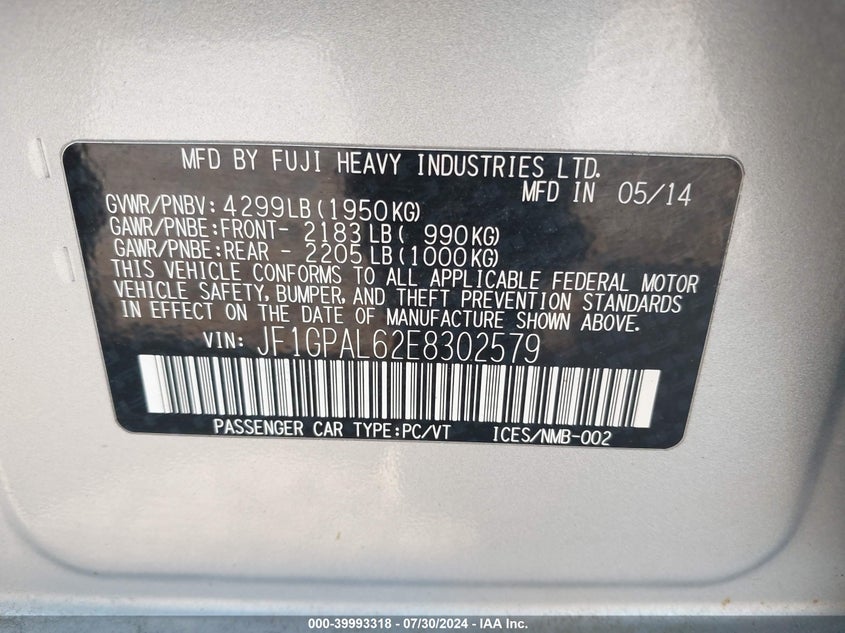 MFD BY FUJI HEAVY INDUSTRIES LTD.
MFD IN 05/14
GVWR/PNBV: 4299LB(1950KG)
GAWR/PNBE:FRONT- 2183LB( 990KG)
GAWR/PNBE:REAR - 2205LB(1000KG)
THIS VEHICLE CONFORMS TO ALL APPLICABLE FEDERAL MOTOR
VEHICLE SAFETY, BUMPER, AND THEFT PREVENTION STANDARDS
IN EFFECT ON THE DATE OF MANUFACTURE SHOWN ABOVE.
VIN: JF1GPAL62E8302579
PASSENGER CAR TYPE:PC/VT ICES/NMB-002
000-39993318 - 07/30/2024 - IAA Inc.